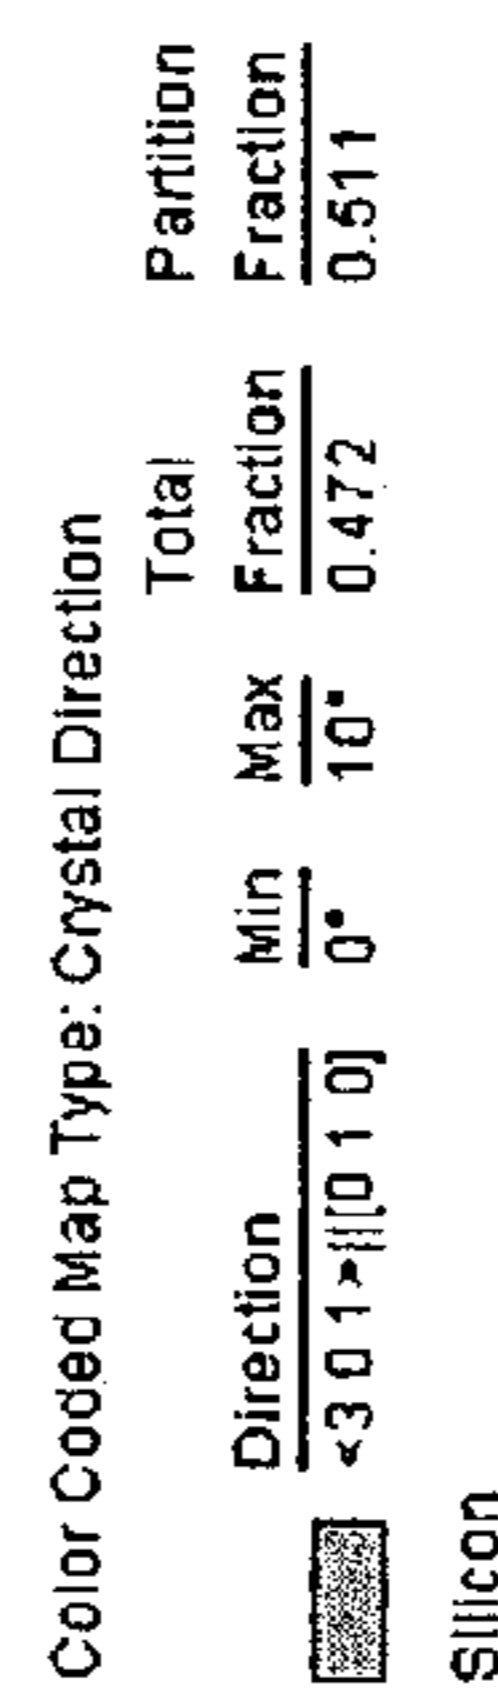 Color Coded Map Type: Crystal Direction
Total Partition
Direction Min Max Fraction Fraction
<3 0 1>||[0 1 0] 0° 10° 0.472 0.511
Silicon